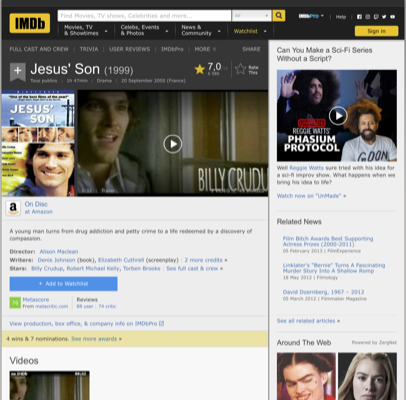 IMDb
Find Movies, TV shows, Celebrities and more...
All
IMDbPro
Help
Movies, TV & Showtimes
Celebs, Events & Photos
News & Community
Watchlist
Sign in
FULL CAST AND CREW | TRIVIA | USER REVIEWS | IMDbPro | MORE
SHARE
Jesus' Son (1999)
Tous publics | 1h 47min | Drama | 20 September 2000 (France)
7,0
Rate This
JESUS' SON
BILLY CRUDUP
On Disc
at Amazon
A young man turns from drug addiction and petty crime to a life redeemed by a discovery of
compassion.
Director: Alison Maclean
Writers: Denis Johnson (book), Elizabeth Cuthrell (screenplay) | 2 more credits »
Stars: Billy Crudup, Robert Michael Kelly, Torben Brooks | See full cast & crew »
+ Add to Watchlist
Metascore
From metacritic.com
Reviews
View production, box office, & company info on IMDbPro
4 wins & 7 nominations. See more awards »
Videos
Can You Make a Sci-Fi Series
Without a Script?
REGGIE WATTS'
PHASIUM
PROTOCOL
Well Reggie Watts sure tried with his idea for
a sci-fi improv show. What happens when we
bring his idea to life?
Watch now on "UnMade" »
Related News
Film Bitch Awards Best Supporting
Actress Prizes (2000-2011)
05 February 2013 | FilmExperience
Linklater's "Bernie" Turns A Fascinating
Murder Story Into A Shallow Romp
18 May 2012 | Filmology
David Doernberg, 1967 – 2012
05 March 2012 | Filmmaker Magazine
See all related articles »
Around The Web
Powered by ZergNet